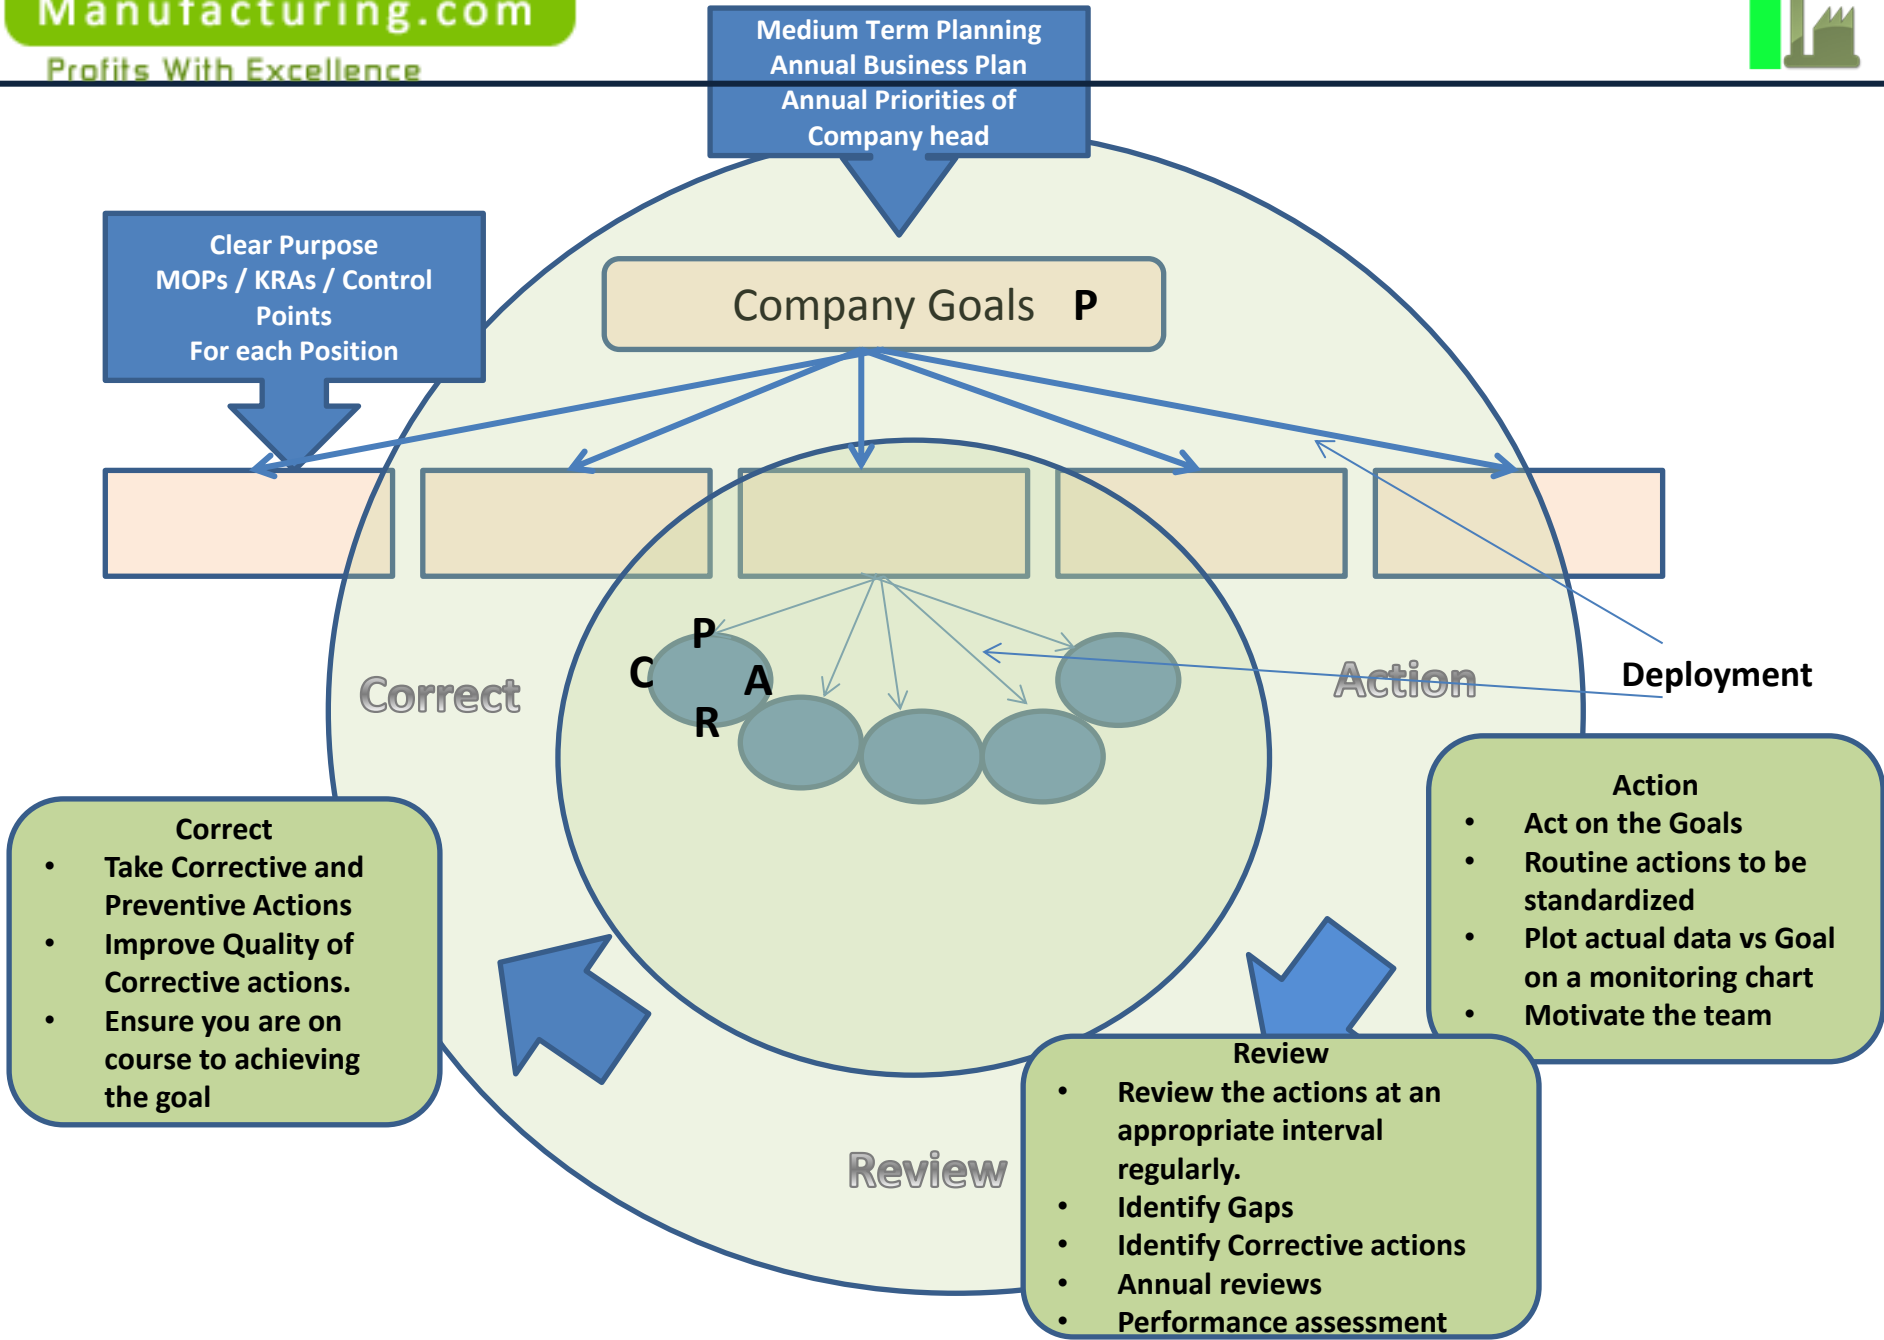 Manufacturing.com
Profits With Excellence
Medium Term Planning
Annual Business Plan
Annual Priorities of
Company head
Clear Purpose
MOPs / KRAs / Control
Points
For each Position
Company Goals P
P
C
A
R
Correct
Action
Deployment
Correct
• Take Corrective and
Preventive Actions
• Improve Quality of
Corrective actions.
• Ensure you are on
course to achieving
the goal
Action
• Act on the Goals
• Routine actions to be
standardized
• Plot actual data vs Goal
on a monitoring chart
• Motivate the team
Review
Review
• Review the actions at an
appropriate interval
regularly.
• Identify Gaps
• Identify Corrective actions
• Annual reviews
• Performance assessment